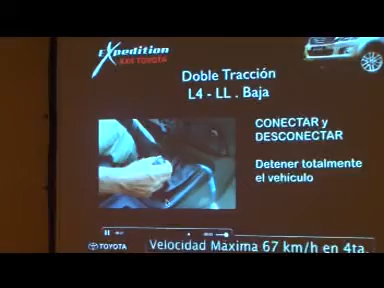 Expedition
4X4 TOYOTA
Doble Tracción
L4 - LL . Baja
CONECTAR y
DESCONECTAR
Detener totalmente
el vehículo
TOYOTA
Velocidad Máxima 67 km/h en 4ta.